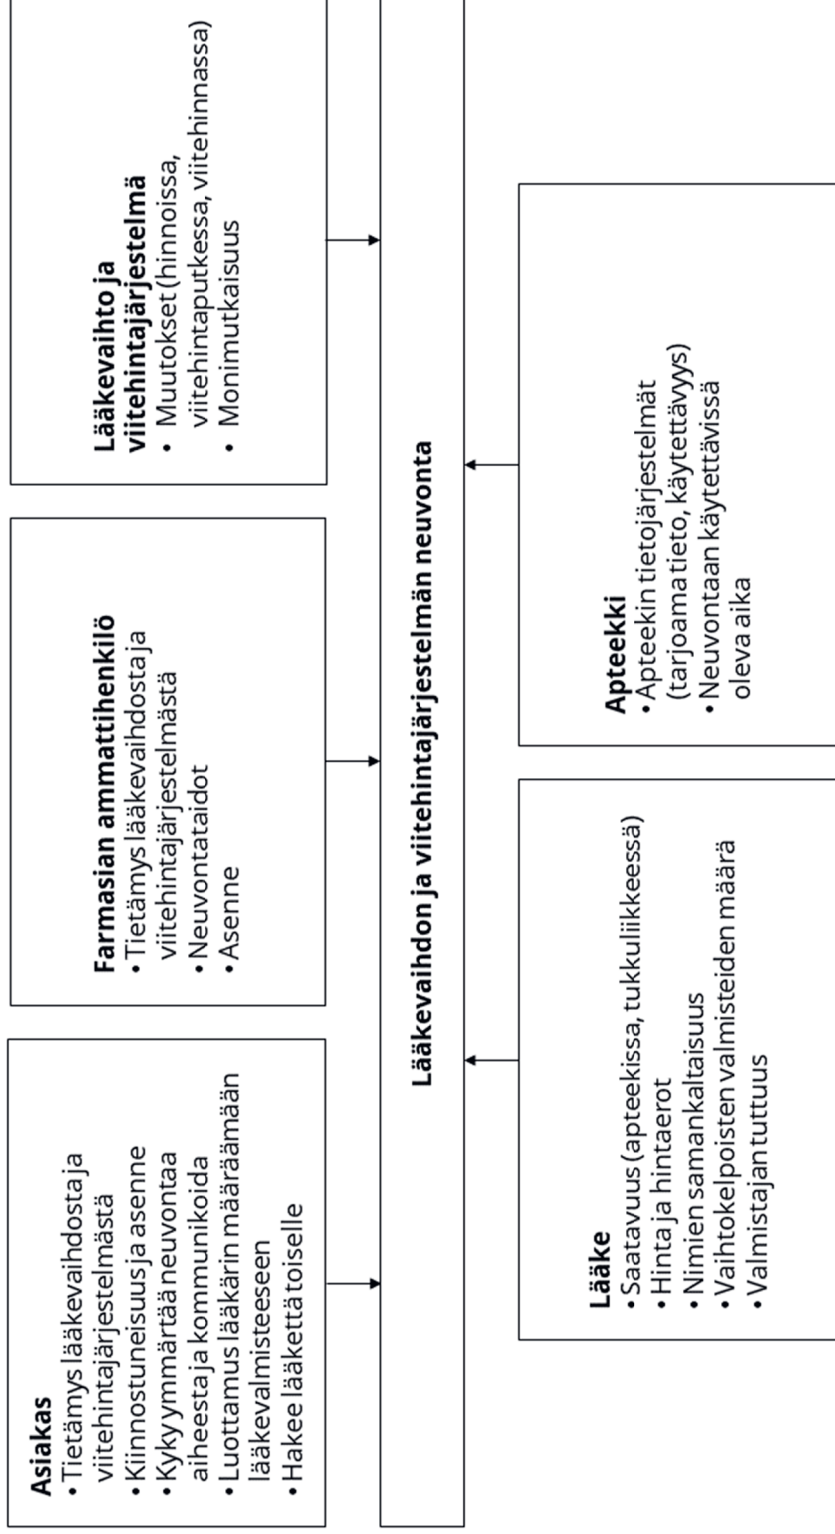 Asiakas
• Tietämys lääkevaihdosta ja
viitehintajärjestelmästä
• Kiinnostuneisuus ja asenne
• Kyky ymmärtää neuvontaa
aiheesta ja kommunikoida
• Luottamus lääkärin määräämään
lääkevalmisteeseen
• Hakee lääkettä toiselle
Farmasian ammattihenkilö
• Tietämys lääkevaihdosta ja
viitehintajärjestelmästä
• Neuvontataidot
• Asenne
Lääkevaihto ja
viitehintajärjestelmä
• Muutokset (hinnoissa,
viitehintaputkessa, viitehinnassa)
• Monimutkaisuus
Lääkevaihdon ja viitehintajärjestelmän neuvonta
Lääke
• Saatavuus (apteekissa, tukkuliikkeessä)
• Hinta ja hintaerot
• Nimien samankaltaisuus
• Vaihtokelpoisten valmisteiden määrä
• Valmistajan tuttuus
Apteekki
• Apteekin tietojärjestelmät
(tarjoama tieto, käytettävyys)
• Neuvontaan käytettävissä
oleva aika